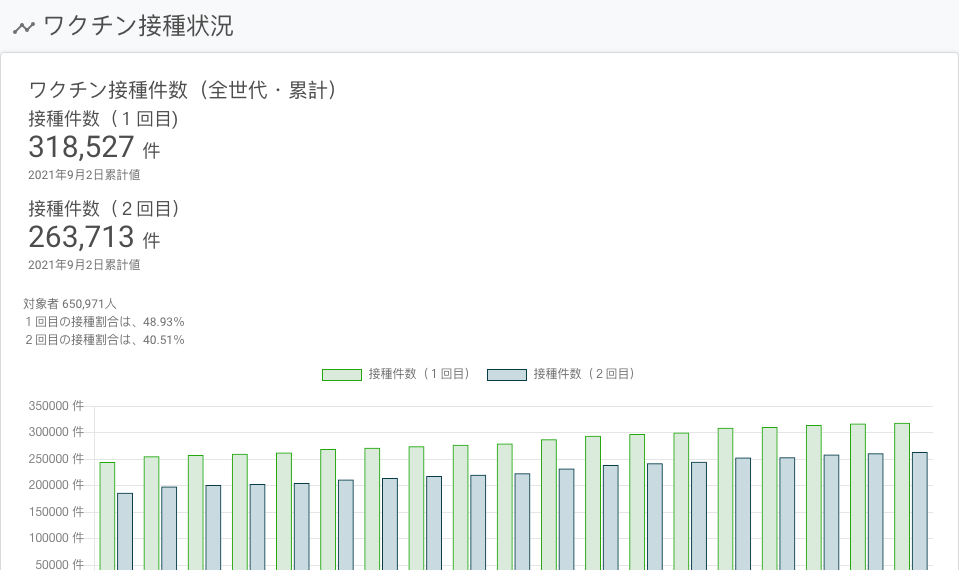 ワクチン接種状況
ワクチン接種件数（全世代・累計）
接種件数（１回目)
318,527 件
2021年9月2日累計値
接種件数（２回目）
263,713 件
2021年9月2日累計値
対象者 650,971人
１回目の接種割合は、48.93%
２回目の接種割合は、40.51%
接種件数（１回目） 接種件数（２回目）
350000 件
300000 件
250000 件
200000 件
150000 件
100000 件
50000 件